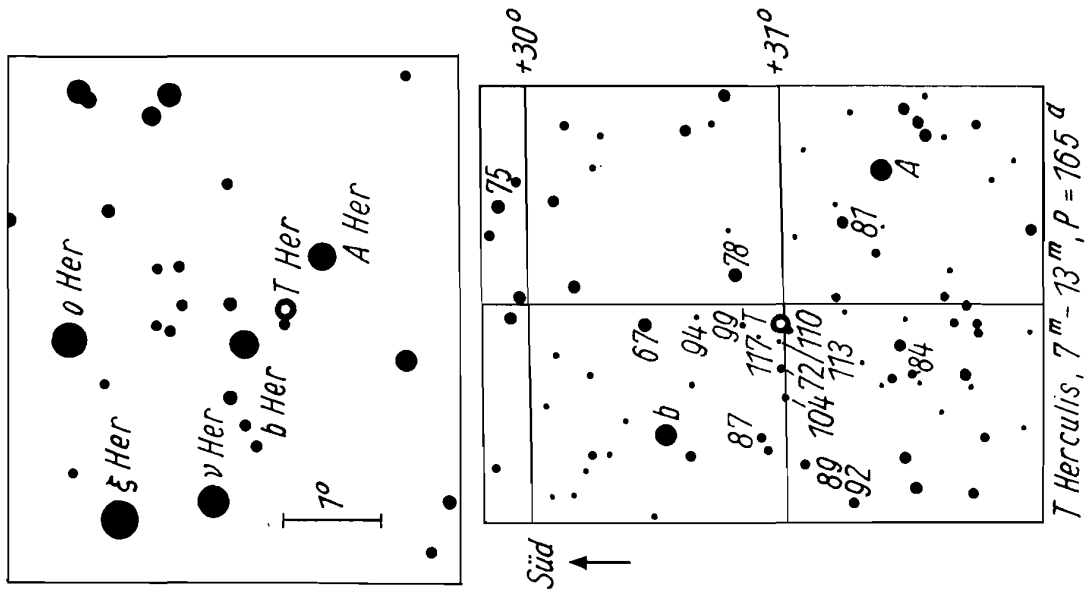 ο Her
ξ Her
ν Her
b Her
T Her
A Her
1°
+30°
+31°
75
78
67
94
99
T
117
72/110
104
113
b
87
89
92
84
81
A
Süd
T Herculis, 7ᵐ – 13ᵐ, P = 165ᵈ